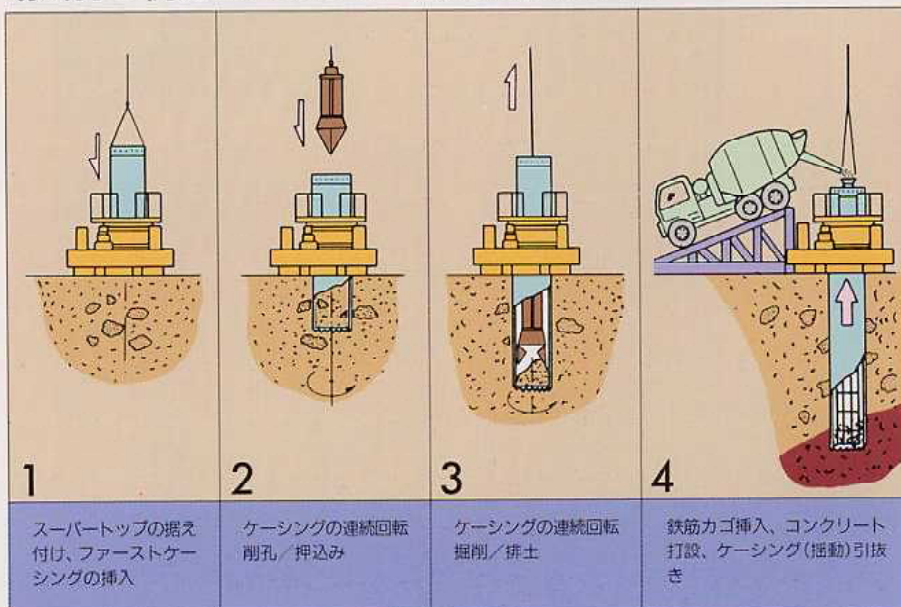 1
スーパートップの据え
付け、ファーストケー
シングの挿入
2
ケーシングの連続回転
削孔/押込み
3
ケーシングの連続回転
掘削/排土
4
鉄筋カゴ挿入、コンクリート
打設、ケーシング(揺動)引抜
き